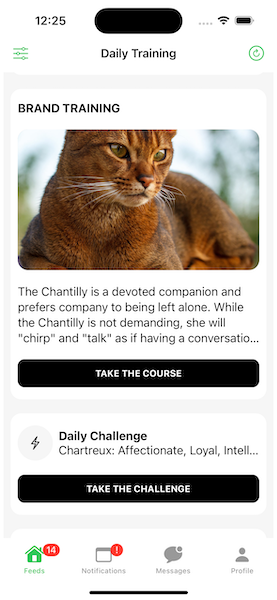 12:25
Daily Training
BRAND TRAINING
The Chantilly is a devoted companion and
prefers company to being left alone. While
the Chantilly is not demanding, she will
"chirp" and "talk" as if having a conversatio...
TAKE THE COURSE
Daily Challenge
Chartreux: Affectionate, Loyal, Intell...
TAKE THE CHALLENGE
14
!
Feeds
Notifications
Messages
Profile